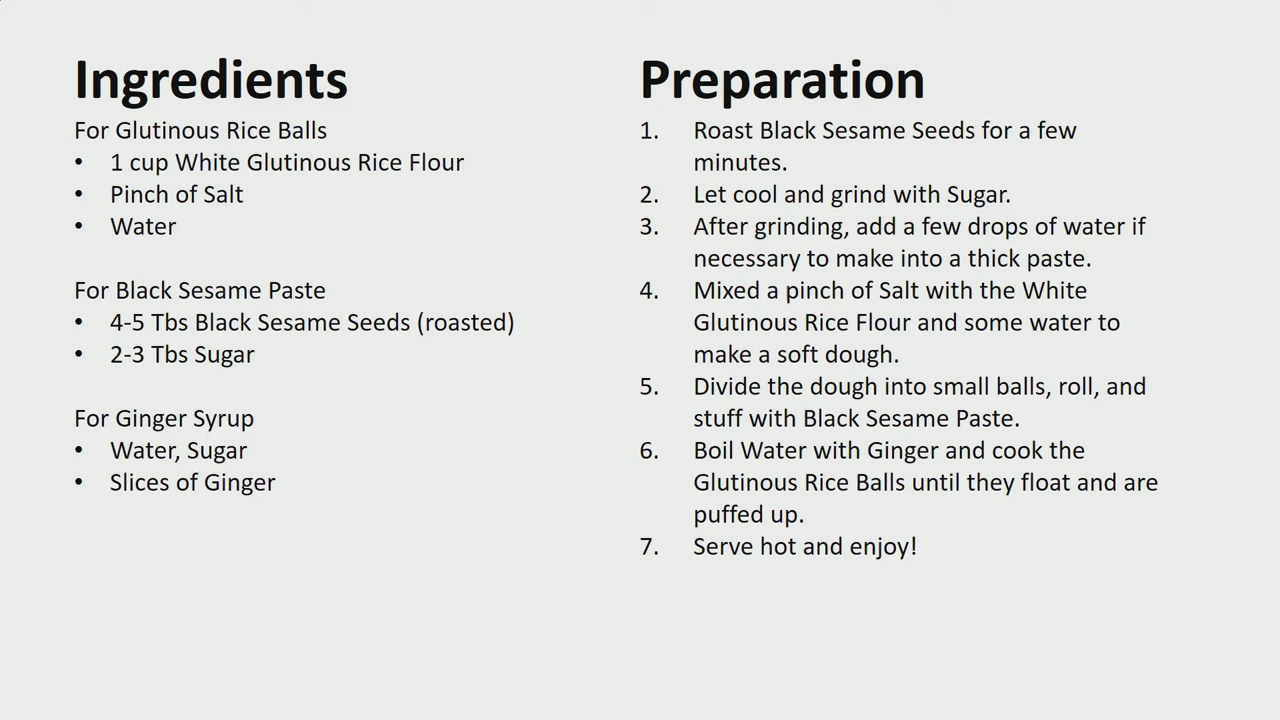 Ingredients
For Glutinous Rice Balls
• 1 cup White Glutinous Rice Flour
• Pinch of Salt
• Water
For Black Sesame Paste
• 4-5 Tbs Black Sesame Seeds (roasted)
• 2-3 Tbs Sugar
For Ginger Syrup
• Water, Sugar
• Slices of Ginger
Preparation
1. Roast Black Sesame Seeds for a few
minutes.
2. Let cool and grind with Sugar.
3. After grinding, add a few drops of water if
necessary to make into a thick paste.
4. Mixed a pinch of Salt with the White
Glutinous Rice Flour and some water to
make a soft dough.
5. Divide the dough into small balls, roll, and
stuff with Black Sesame Paste.
6. Boil Water with Ginger and cook the
Glutinous Rice Balls until they float and are
puffed up.
7. Serve hot and enjoy!